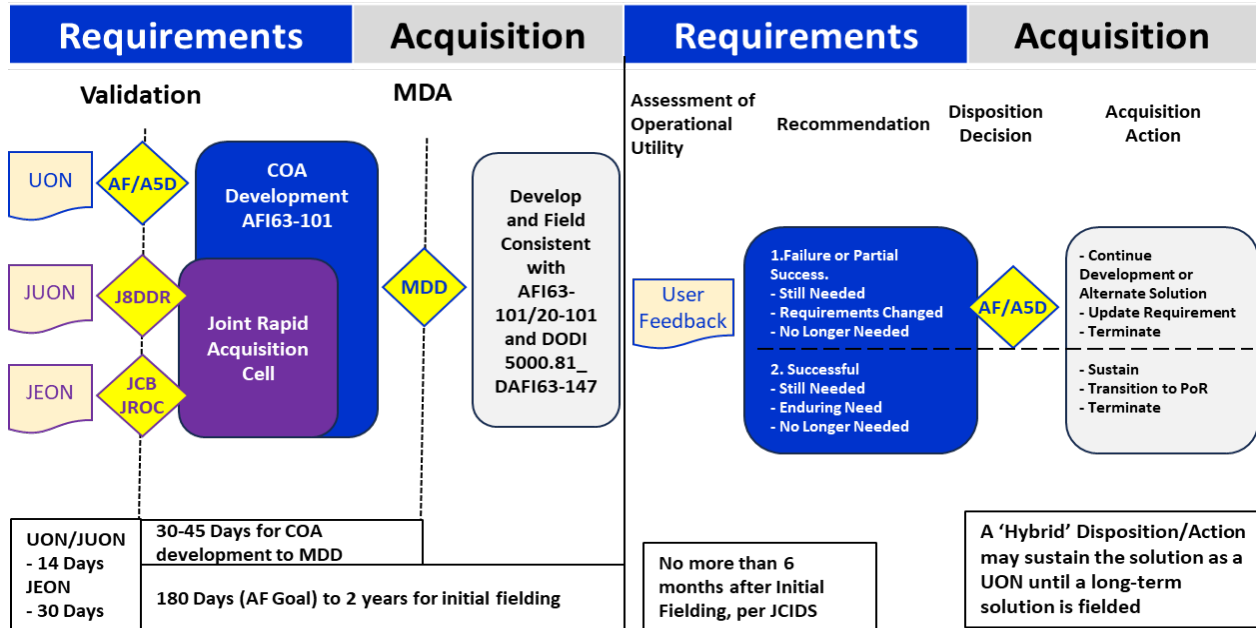 Requirements
Acquisition
Requirements
Acquisition
Validation
MDA
UON
AF/A5D
JUON
J8DDR
JEON
JCB
JROC
COA
Development
AFI63-101
Joint Rapid
Acquisition
Cell
MDD
Develop
and Field
Consistent
with
AFI63-
101/20-101
and DODI
5000.81_
DAFI63-147
UON/JUON
- 14 Days
JEON
- 30 Days
30-45 Days for COA
development to MDD
180 Days (AF Goal) to 2 years for initial fielding
Assessment of
Operational
Utility
Recommendation
Disposition
Decision
Acquisition
Action
User
Feedback
1.Failure or Partial
Success.
- Still Needed
- Requirements Changed
- No Longer Needed
2. Successful
- Still Needed
- Enduring Need
- No Longer Needed
AF/A5D
- Continue
Development or
Alternate Solution
- Update Requirement
- Terminate
- Sustain
- Transition to PoR
- Terminate
No more than 6
months after Initial
Fielding, per JCIDS
A ‘Hybrid’ Disposition/Action
may sustain the solution as a
UON until a long-term
solution is fielded